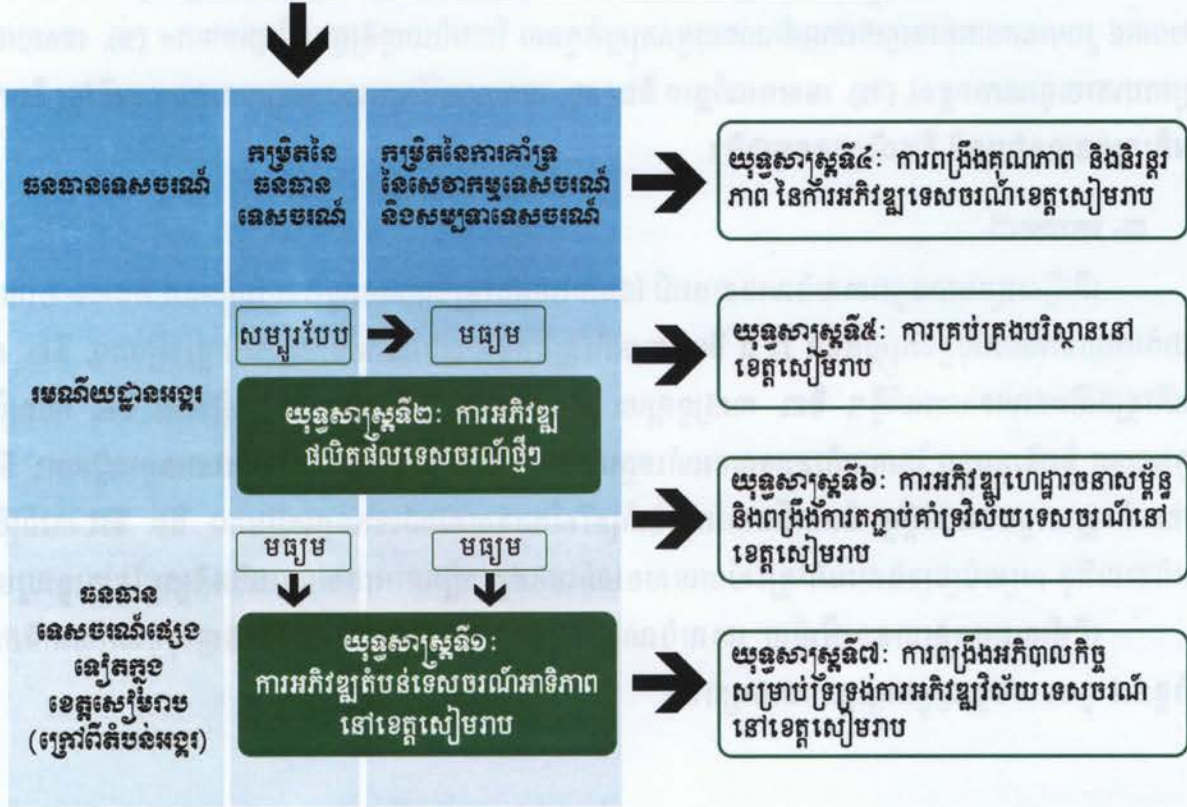 ធនធានទេសចរណ៍
កម្រិតនៃ
ធនធាន
ទេសចរណ៍
កម្រិតនៃការគាំទ្រ
នៃសេវាកម្មទេសចរណ៍
និងសម្បទាទេសចរណ៍
យុទ្ធសាស្ត្រទី៤: ការពង្រឹងគុណភាព និងនិរន្តរ
ភាព នៃការអភិវឌ្ឍទេសចរណ៍ខេត្តសៀមរាប
រមណីយដ្ឋានអង្គរ
សម្បូរបែប
មធ្យម
យុទ្ធសាស្ត្រទី២: ការអភិវឌ្ឍ
ផលិតផលទេសចរណ៍ថ្មីៗ
យុទ្ធសាស្ត្រទី៥: ការគ្រប់គ្រងបរិស្ថាននៅ
ខេត្តសៀមរាប
យុទ្ធសាស្ត្រទី៦: ការអភិវឌ្ឍហេដ្ឋារចនាសម្ព័ន្ធ
និងពង្រឹងការតភ្ជាប់គាំទ្រវិស័យទេសចរណ៍នៅ
ខេត្តសៀមរាប
ធនធាន
ទេសចរណ៍ផ្សេង
ទៀតក្នុង
ខេត្តសៀមរាប
(ក្រៅពីតំបន់អង្គរ)
មធ្យម
មធ្យម
យុទ្ធសាស្ត្រទី១:
ការអភិវឌ្ឍតំបន់ទេសចរណ៍អាទិភាព
នៅខេត្តសៀមរាប
យុទ្ធសាស្ត្រទី៧: ការពង្រឹងអភិបាលកិច្ច
សម្រាប់ទ្រទ្រង់ការអភិវឌ្ឍវិស័យទេសចរណ៍
នៅខេត្តសៀមរាប